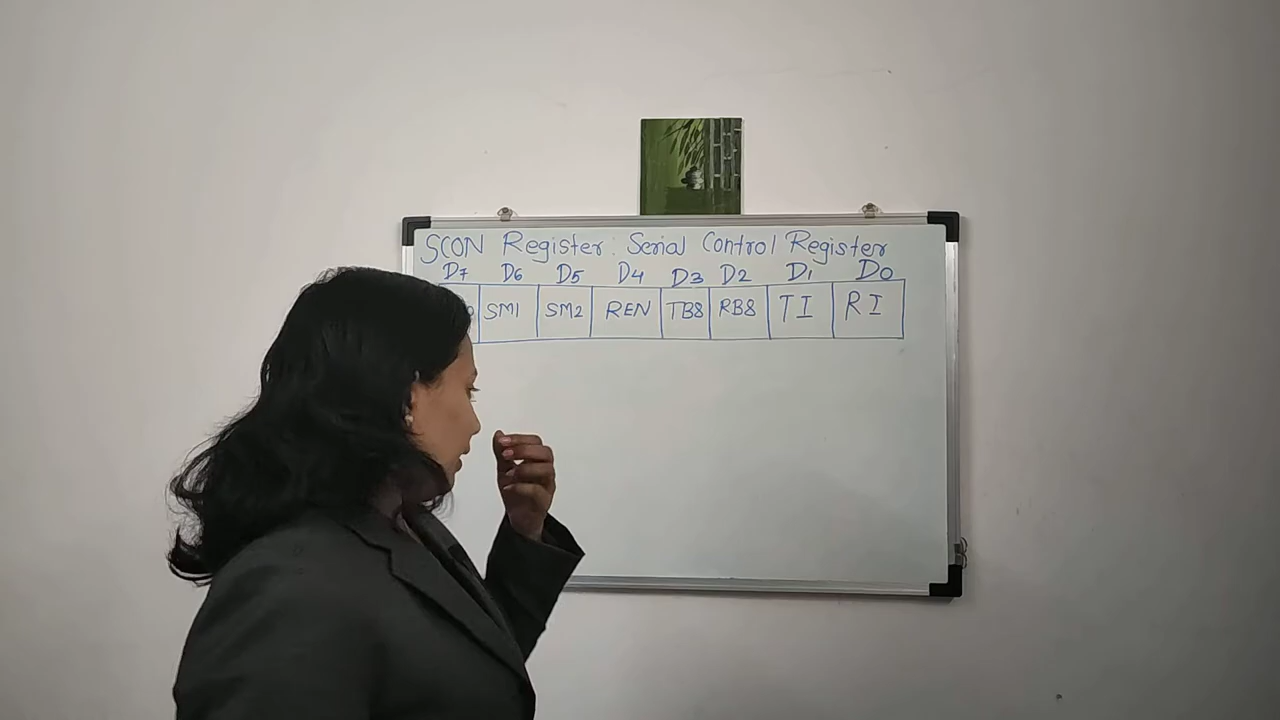 SCON Register: Serial Control Register
D7 D6 D5 D4 D3 D2 D1 D0
SM1 SM2 REN TB8 RB8 TI RI